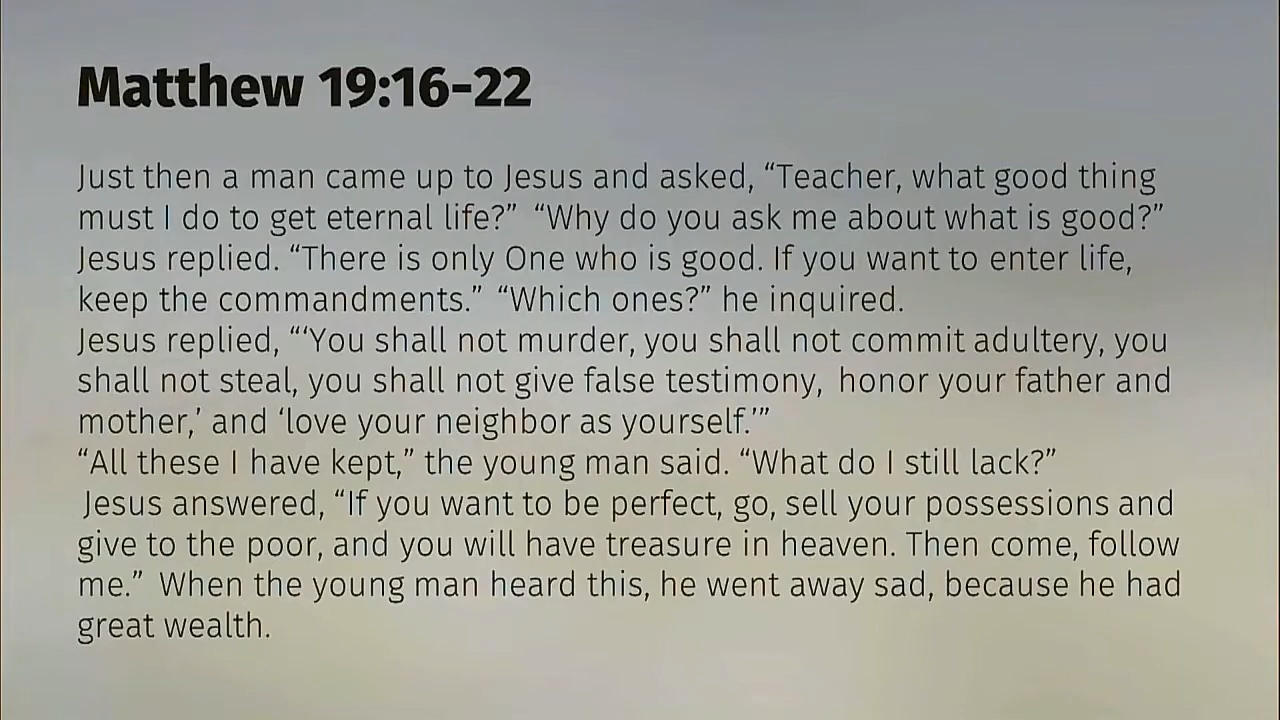 Matthew 19:16-22
Just then a man came up to Jesus and asked, “Teacher, what good thing
must I do to get eternal life?” “Why do you ask me about what is good?”
Jesus replied. “There is only One who is good. If you want to enter life,
keep the commandments.” “Which ones?” he inquired.
Jesus replied, “‘You shall not murder, you shall not commit adultery, you
shall not steal, you shall not give false testimony, honor your father and
mother,’ and ‘love your neighbor as yourself.’”
“All these I have kept,” the young man said. “What do I still lack?”
Jesus answered, “If you want to be perfect, go, sell your possessions and
give to the poor, and you will have treasure in heaven. Then come, follow
me.” When the young man heard this, he went away sad, because he had
great wealth.